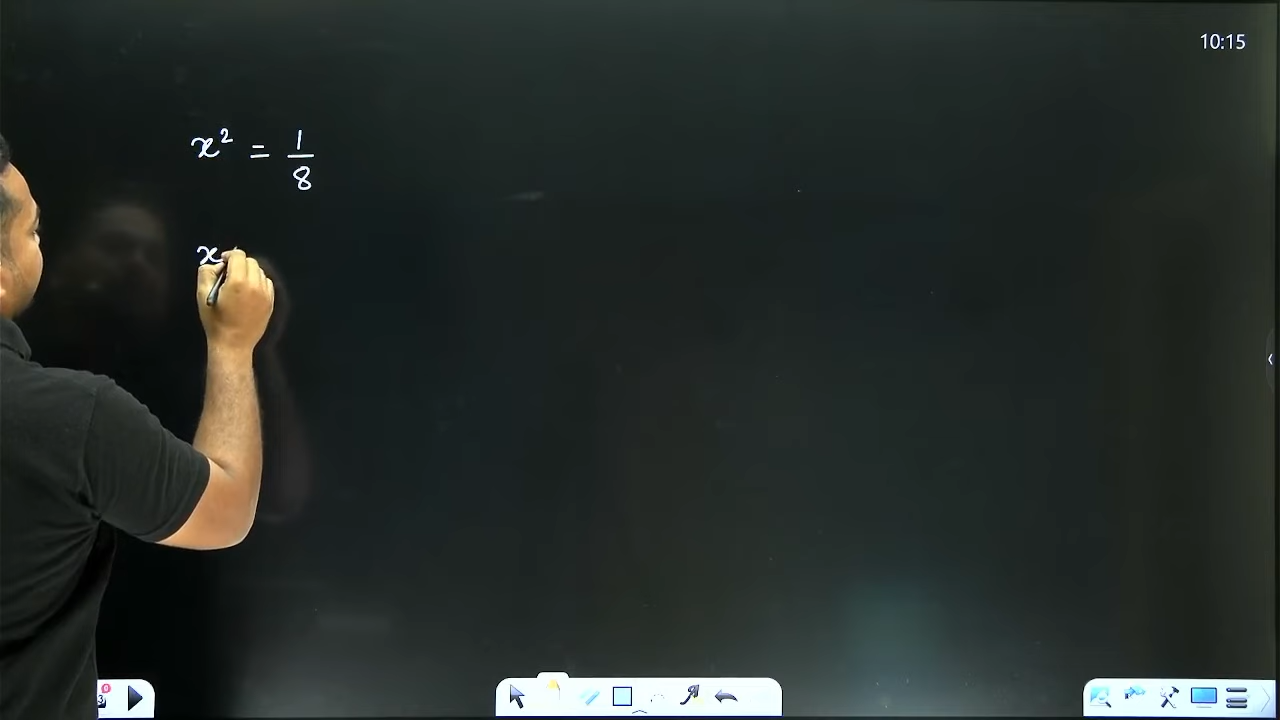 10:15
x² = 1/8
x